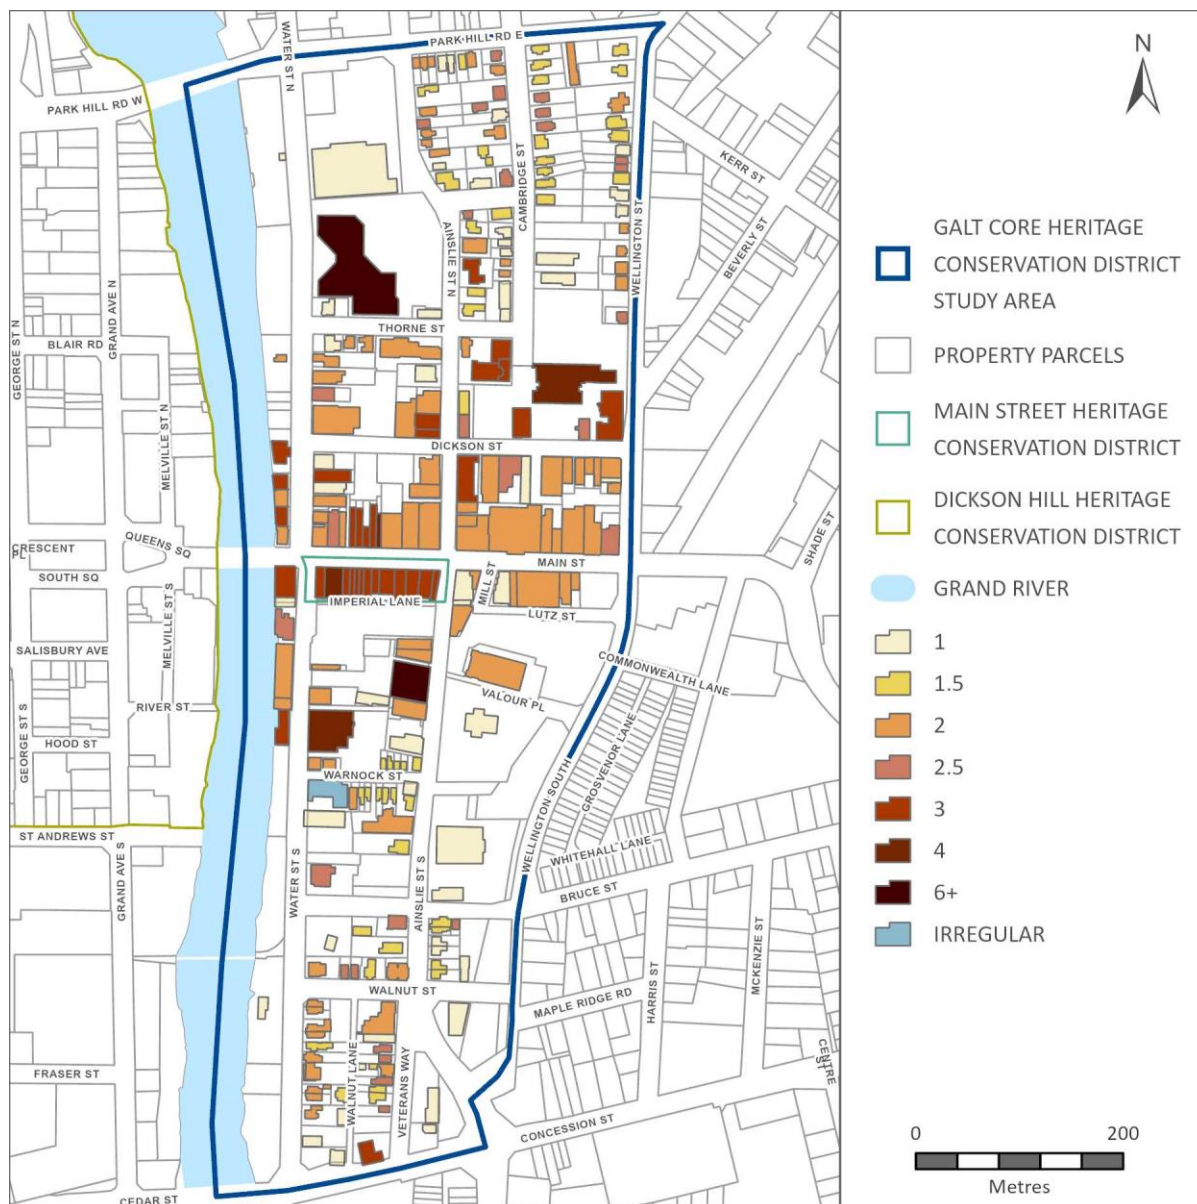 PARK HILL RD E
WATER ST N
PARK HILL RD W
KERR ST
CAMBRIDGE ST
AINSLIE ST N
WELLINGTON ST
BEVERLY ST
GEORGE ST N
GRAND AVE N
BLAIR RD
THORNE ST
MELVILLE ST N
DICKSON ST
SHADE ST
QUEENS SQ
CRESCENT
PL
SOUTH SQ
MAIN ST
MILL ST
IMPERIAL LANE
LUTZ ST
MELVILLE ST S
SALISBURY AVE
COMMONWEALTH LANE
VALOUR PL
RIVER ST
GEORGE ST S
HOOD ST
GROSVENOR LANE
WARNOCK ST
WELLINGTON SOUTH
ST ANDREWS ST
WHITEHALL LANE
GRAND AVE S
WATER ST S
AINSLIE ST S
BRUCE ST
MCKENZIE ST
HARRIS ST
WALNUT ST
MAPLE RIDGE RD
CENTRE
ST
FRASER ST
WALNUT LANE
VETERANS WAY
CONCESSION ST
CEDAR ST
N
GALT CORE HERITAGE
CONSERVATION DISTRICT
STUDY AREA
PROPERTY PARCELS
MAIN STREET HERITAGE
CONSERVATION DISTRICT
DICKSON HILL HERITAGE
CONSERVATION DISTRICT
GRAND RIVER
1
1.5
2
2.5
3
4
6+
IRREGULAR
0 200
Metres